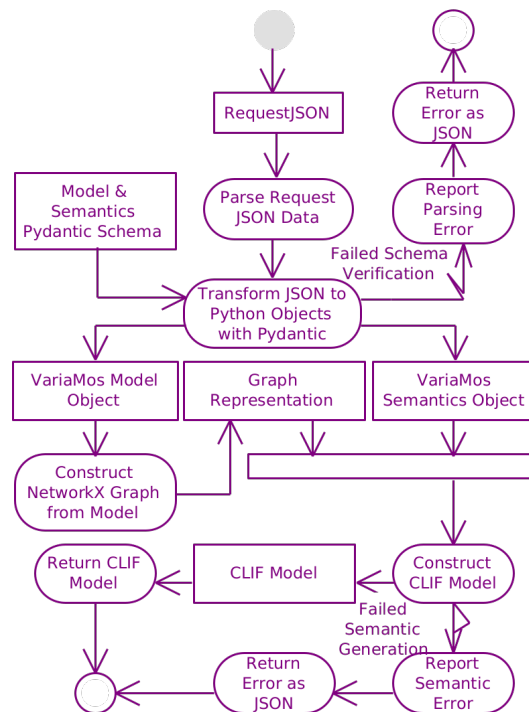 Return
Error as
JSON
RequestJSON
Model &
Semantics
Pydantic Schema
Parse Request
JSON Data
Report
Parsing
Error
Failed Schema
Verification
Transform JSON to
Python Objects
with Pydantic
VariaMos Model
Object
Graph
Representation
VariaMos
Semantics Object
Construct
NetworkX Graph
from Model
Return CLIF
Model
CLIF Model
Construct
CLIF Model
Failed
Semantic
Generation
Return
Error as
JSON
Report
Semantic
Error